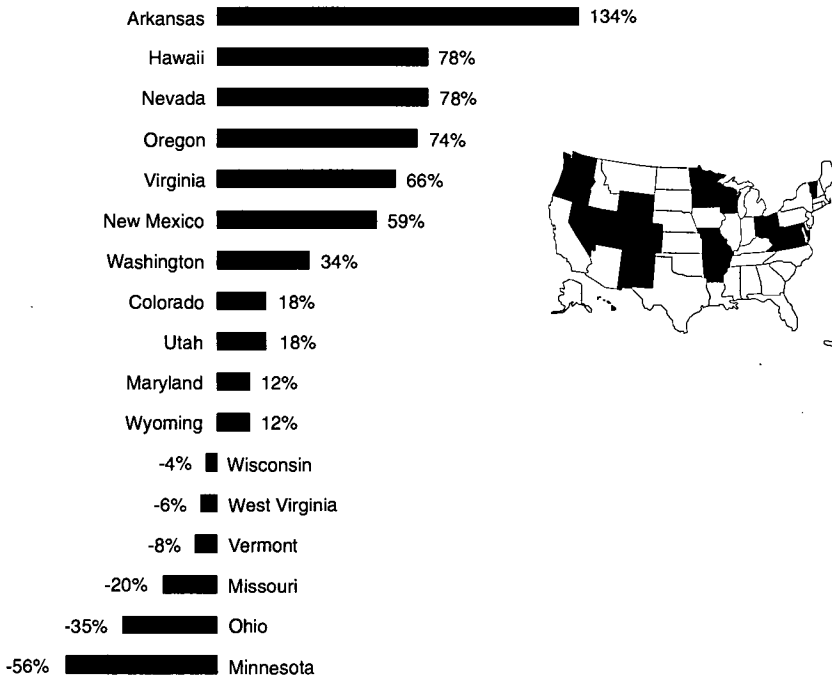 Arkansas 134%
Hawaii 78%
Nevada 78%
Oregon 74%
Virginia 66%
New Mexico 59%
Washington 34%
Colorado 18%
Utah 18%
Maryland 12%
Wyoming 12%
-4% Wisconsin
-6% West Virginia
-8% Vermont
-20% Missouri
-35% Ohio
-56% Minnesota